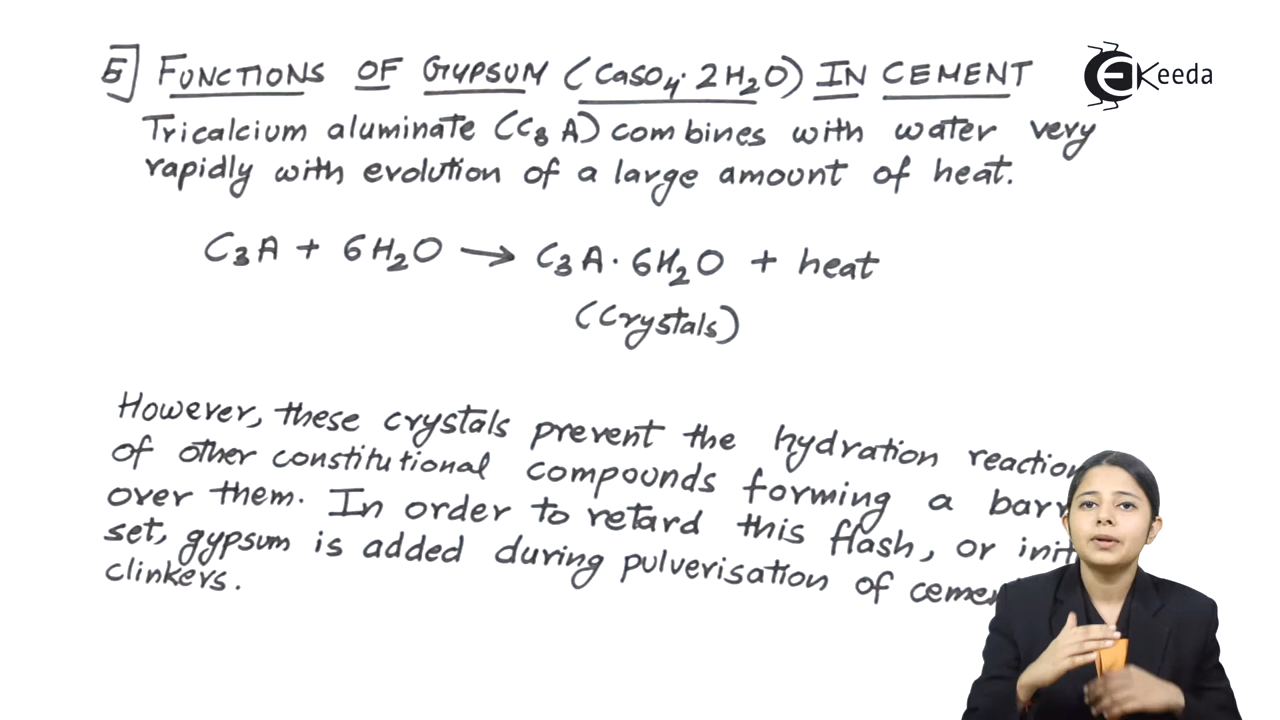 5] FUNCTIONS OF GYPSUM (CaSO₄·2H₂O) IN CEMENT
Keeda
Tricalcium aluminate (C₃A) combines with water very
rapidly with evolution of a large amount of heat.
C₃A + 6H₂O → C₃A·6H₂O + heat
(Crystals)
However, these crystals prevent the hydration reaction
of other constitutional compounds forming a
over them. In order to retard this flash, or
set, gypsum is added during pulverisation of
clinkers.